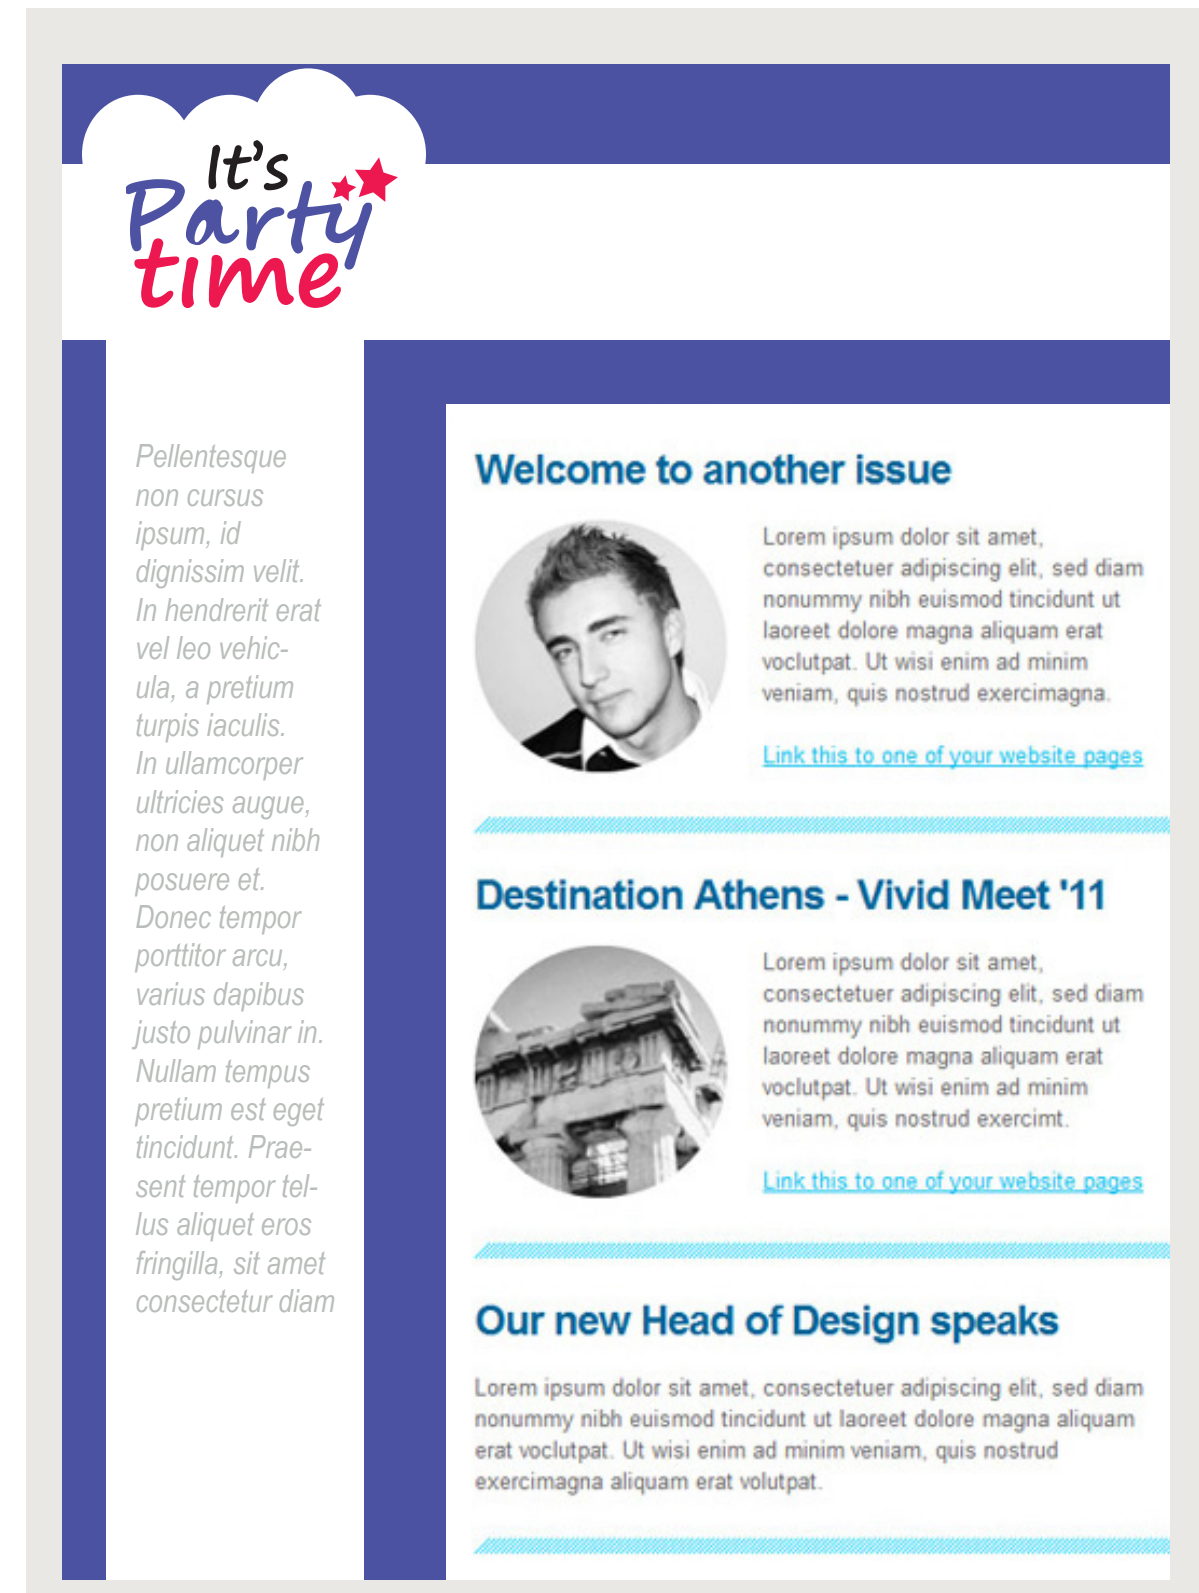 It's
Party
time
Pellentesque
non cursus
ipsum, id
dignissim velit.
In hendrerit erat
vel leo vehic-
ula, a pretium
turpis iaculis.
In ullamcorper
ultricies augue,
non aliquet nibh
posuere et.
Donec tempor
porttitor arcu,
varius dapibus
justo pulvinar in.
Nullam tempus
pretium est eget
tincidunt. Prae-
sent tempor tel-
lus aliquet eros
fringilla, sit amet
consectetur diam
Welcome to another issue
Lorem ipsum dolor sit amet,
consectetuer adipiscing elit, sed diam
nonummy nibh euismod tincidunt ut
laoreet dolore magna aliquam erat
voclutpat. Ut wisi enim ad minim
veniam, quis nostrud exercimagna.
Link this to one of your website pages
Destination Athens - Vivid Meet '11
Lorem ipsum dolor sit amet,
consectetuer adipiscing elit, sed diam
nonummy nibh euismod tincidunt ut
laoreet dolore magna aliquam erat
voclutpat. Ut wisi enim ad minim
veniam, quis nostrud exercimt.
Link this to one of your website pages
Our new Head of Design speaks
Lorem ipsum dolor sit amet, consectetuer adipiscing elit, sed diam
nonummy nibh euismod tincidunt ut laoreet dolore magna aliquam
erat voclutpat. Ut wisi enim ad minim veniam, quis nostrud
exercimagna aliquam erat volutpat.